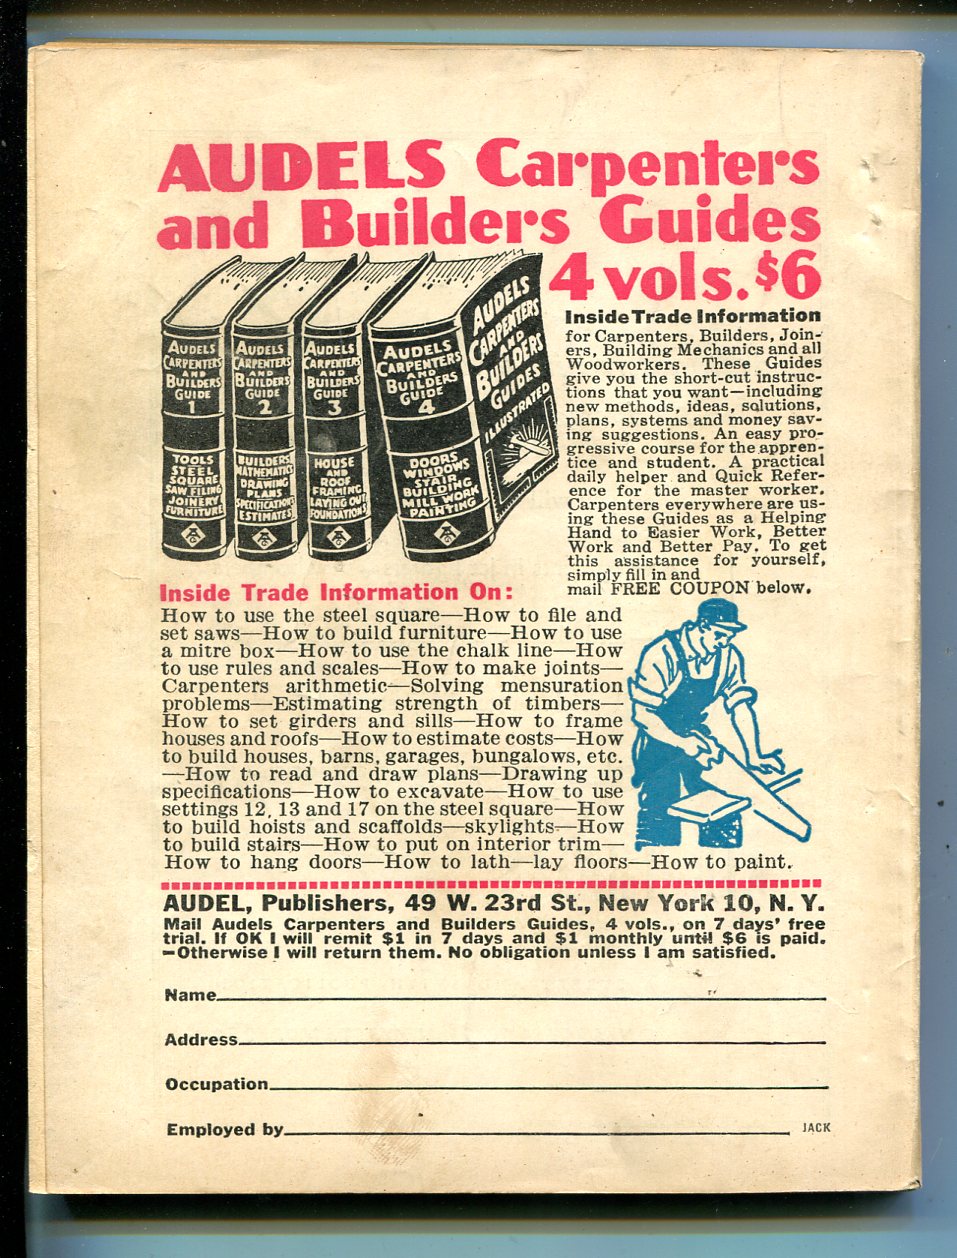 AUDELS Carpenters
and Builders Guides
4 vols. $6
AUDELS
CARPENTERS
AND
BUILDERS
GUIDE
1
TOOLS
STEEL
SQUARE
SAW FILING
JOINERY
FURNITURE
AUDELS
CARPENTERS
AND
BUILDERS
GUIDE
2
BUILDERS
MATHEMATICS
DRAWING
PLANS
SPECIFICATIONS
ESTIMATES
AUDELS
CARPENTERS
AND
BUILDERS
GUIDE
3
HOUSE
AND
ROOF
FRAMING
LAYING OUT
FOUNDATIONS
AUDELS
CARPENTERS
AND
BUILDERS
GUIDE
4
DOORS
WINDOWS
STAIR
BUILDING
MILL WORK
PAINTING
AUDELS
CARPENTERS
AND
BUILDERS
GUIDES
ILLUSTRATED
Inside Trade Information
for Carpenters, Builders, Join-
ers, Building Mechanics and all
Woodworkers. These Guides
give you the short-cut instruc-
tions that you want—including
new methods, ideas, solutions,
plans, systems and money sav-
ing suggestions. An easy pro-
gressive course for the appren-
tice and student. A practical
daily helper and Quick Refer-
ence for the master worker.
Carpenters everywhere are us-
ing these Guides as a Helping
Hand to Easier Work, Better
Work and Better Pay. To get
this assistance for yourself,
simply fill in and
mail FREE COUPON below.
Inside Trade Information On:
How to use the steel square—How to file and
set saws—How to build furniture—How to use
a mitre box—How to use the chalk line—How
to use rules and scales—How to make joints—
Carpenters arithmetic—Solving mensuration
problems—Estimating strength of timbers—
How to set girders and sills—How to frame
houses and roofs—How to estimate costs—How
to build houses, barns, garages, bungalows, etc.
—How to read and draw plans—Drawing up
specifications—How to excavate—How to use
settings 12, 13 and 17 on the steel square—How
to build hoists and scaffolds—skylights—How
to build stairs—How to put on interior trim—
How to hang doors—How to lath—lay floors—How to paint.
AUDEL, Publishers, 49 W. 23rd St., New York 10, N. Y.
Mail Audels Carpenters and Builders Guides, 4 vols., on 7 days' free
trial. If OK I will remit $1 in 7 days and $1 monthly until $6 is paid.
—Otherwise I will return them. No obligation unless I am satisfied.
Name
Address
Occupation
Employed by JACK